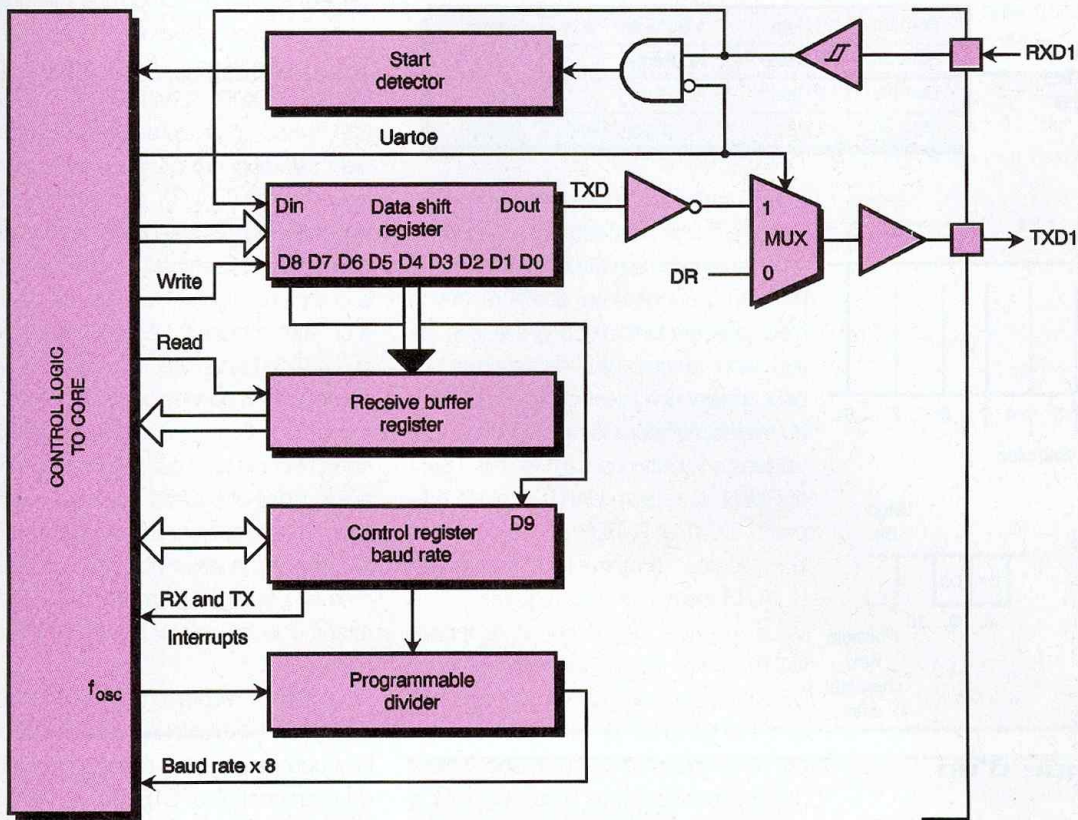 Start
detector
RXD1
Uartoe
Din
Data shift
register
Dout
D8 D7 D6 D5 D4 D3 D2 D1 D0
TXD
1
MUX
0
DR
TXD1
Write
Read
Receive buffer
register
CONTROL LOGIC
TO CORE
D9
Control register
baud rate
RX and TX
Interrupts
fosc
Programmable
divider
Baud rate x 8